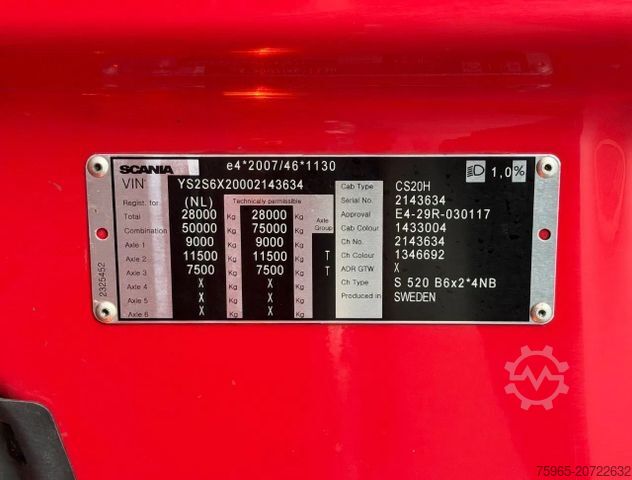 SCANIA e4*2007/46*1130 1,0%
VIN YS2S6X20002143634 Cab Type CS20H
Regist. for (NL) Technically permissible Serial No. 2143634
Total 28000 Kg 28000 Kg Axle Group Approval E4-29R-030117
Combination 50000 Kg 75000 Kg Cab Colour 1433004
Axle 1 9000 Kg 9000 Kg Ch No. 2143634
Axle 2 11500 Kg 11500 Kg T Ch Colour 1346692
Axle 3 7500 Kg 7500 Kg T ADR GTW X
Axle 4 X Kg X Kg Ch Type S 520 B6x2*4NB
Axle 5 X Kg X Kg Produced in SWEDEN
Axle 6 X Kg X Kg
2325452
75965-20722632